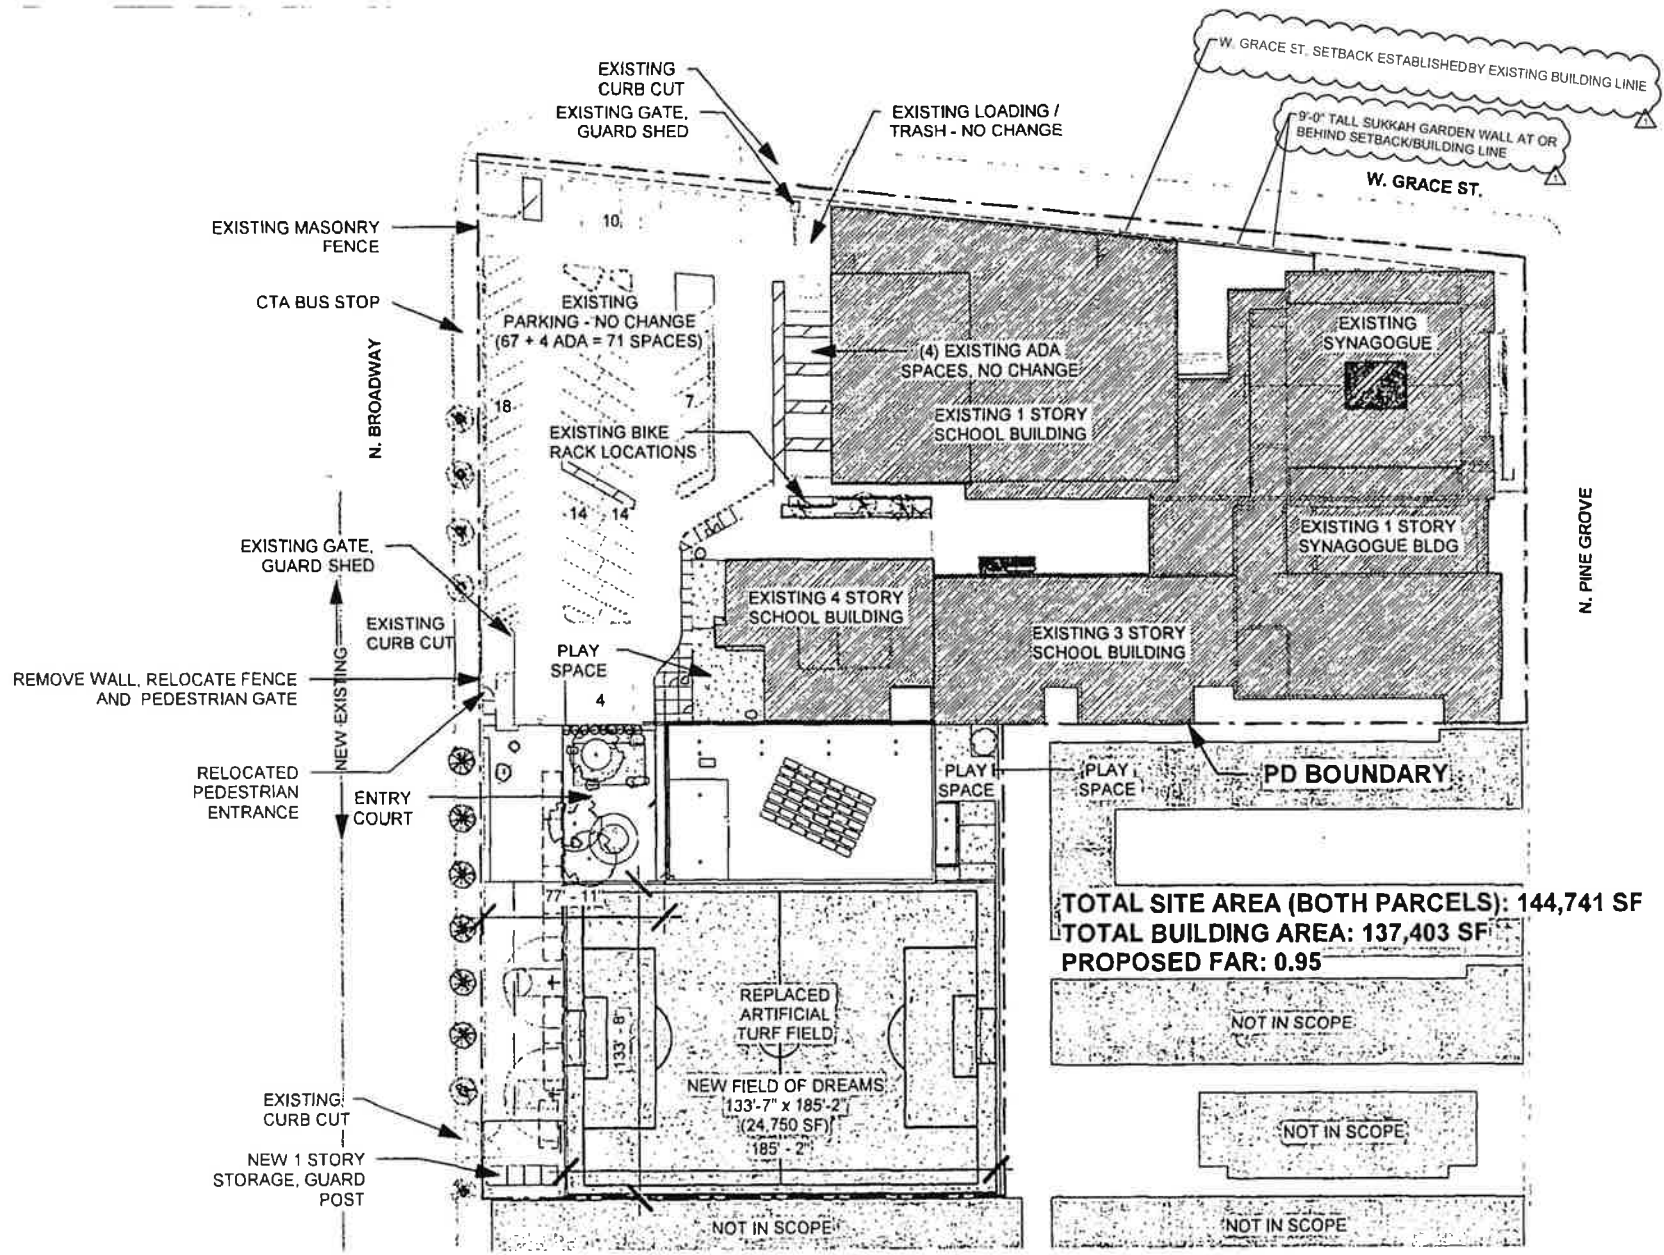 W. GRACE ST. SETBACK ESTABLISHEDBY EXISTING BUILDING LINIE
1
9'-0" TALL SUKKAH GARDEN WALL AT OR
BEHIND SETBACK/BUILDING LINE
1
W. GRACE ST.
EXISTING
CURB CUT
EXISTING GATE,
GUARD SHED
EXISTING LOADING /
TRASH - NO CHANGE
EXISTING MASONRY
FENCE
10
CTA BUS STOP
EXISTING
PARKING - NO CHANGE
(67 + 4 ADA = 71 SPACES)
EXISTING
SYNAGOGUE
(4) EXISTING ADA
SPACES, NO CHANGE
N. BROADWAY
18
7
EXISTING 1 STORY
SCHOOL BUILDING
EXISTING BIKE
RACK LOCATIONS
14 14
EXISTING 1 STORY
SYNAGOGUE BLDG
N. PINE GROVE
EXISTING GATE,
GUARD SHED
EXISTING 4 STORY
SCHOOL BUILDING
EXISTING
CURB CUT
EXISTING 3 STORY
SCHOOL BUILDING
PLAY
SPACE
REMOVE WALL, RELOCATE FENCE
AND PEDESTRIAN GATE
4
NEW EXISTING
RELOCATED
PEDESTRIAN
ENTRANCE
ENTRY
COURT
PLAY
SPACE
PLAY
SPACE
PD BOUNDARY
77' - 11"
TOTAL SITE AREA (BOTH PARCELS): 144,741 SF
TOTAL BUILDING AREA: 137,403 SF
PROPOSED FAR: 0.95
REPLACED
ARTIFICIAL
TURF FIELD
133' - 8"
NOT IN SCOPE
NEW FIELD OF DREAMS
133'-7" x 185'-2"
(24,750 SF)
185' - 2"
EXISTING
CURB CUT
NOT IN SCOPE
NEW 1 STORY
STORAGE, GUARD
POST
NOT IN SCOPE
NOT IN SCOPE